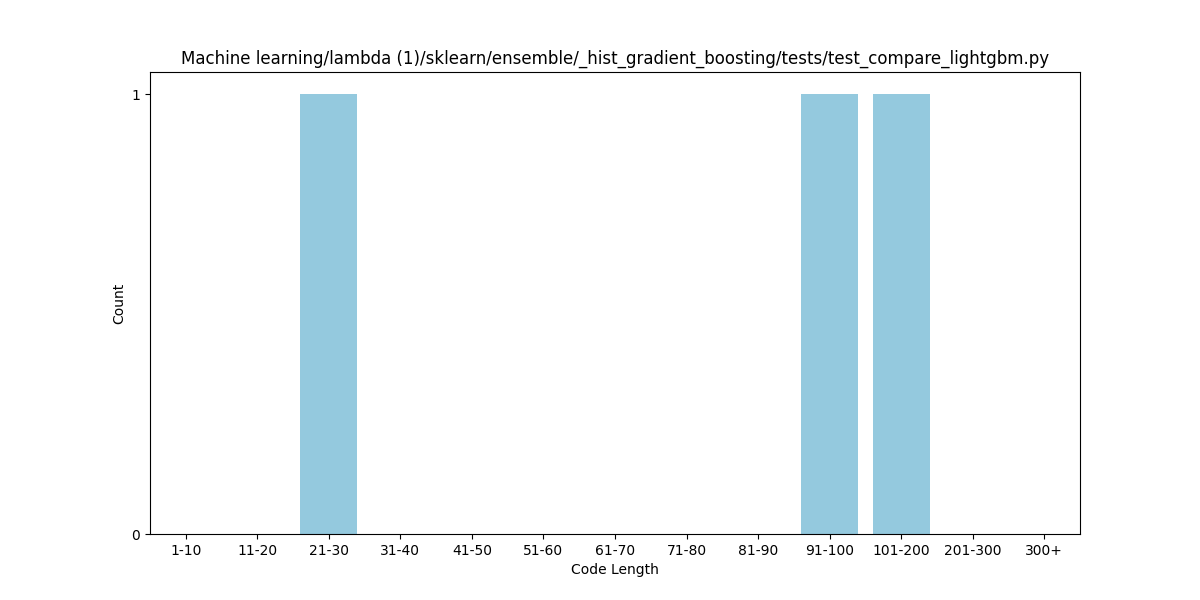 Machine learning/lambda (1)/sklearn/ensemble/_hist_gradient_boosting/tests/test_compare_lightgbm.py
1
Count
0
1-10 11-20 21-30 31-40 41-50 51-60 61-70 71-80 81-90 91-100 101-200 201-300 300+
Code Length